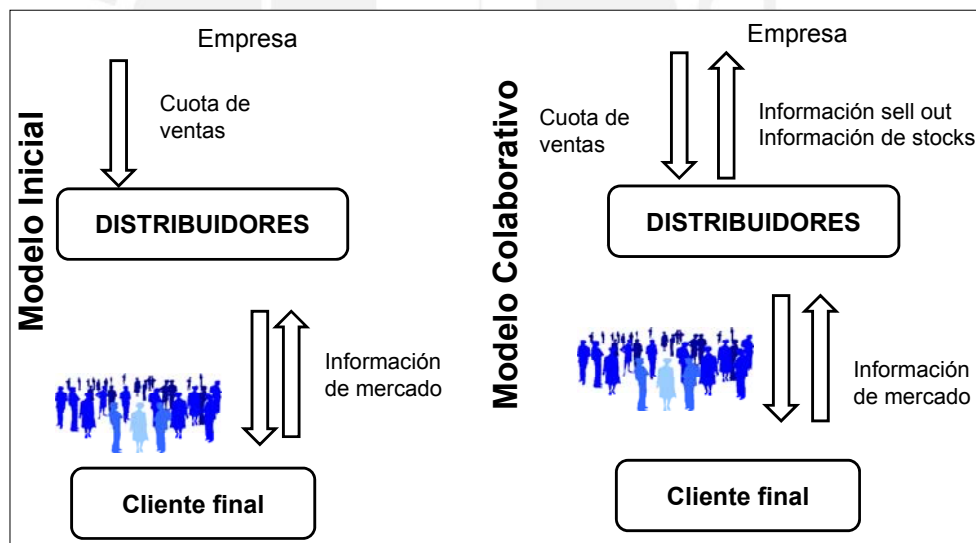 Modelo Inicial
Empresa
Cuota de
ventas
DISTRIBUIDORES
Información
de mercado
Cliente final
Modelo Colaborativo
Empresa
Cuota de
ventas
Información sell out
Información de stocks
DISTRIBUIDORES
Información
de mercado
Cliente final